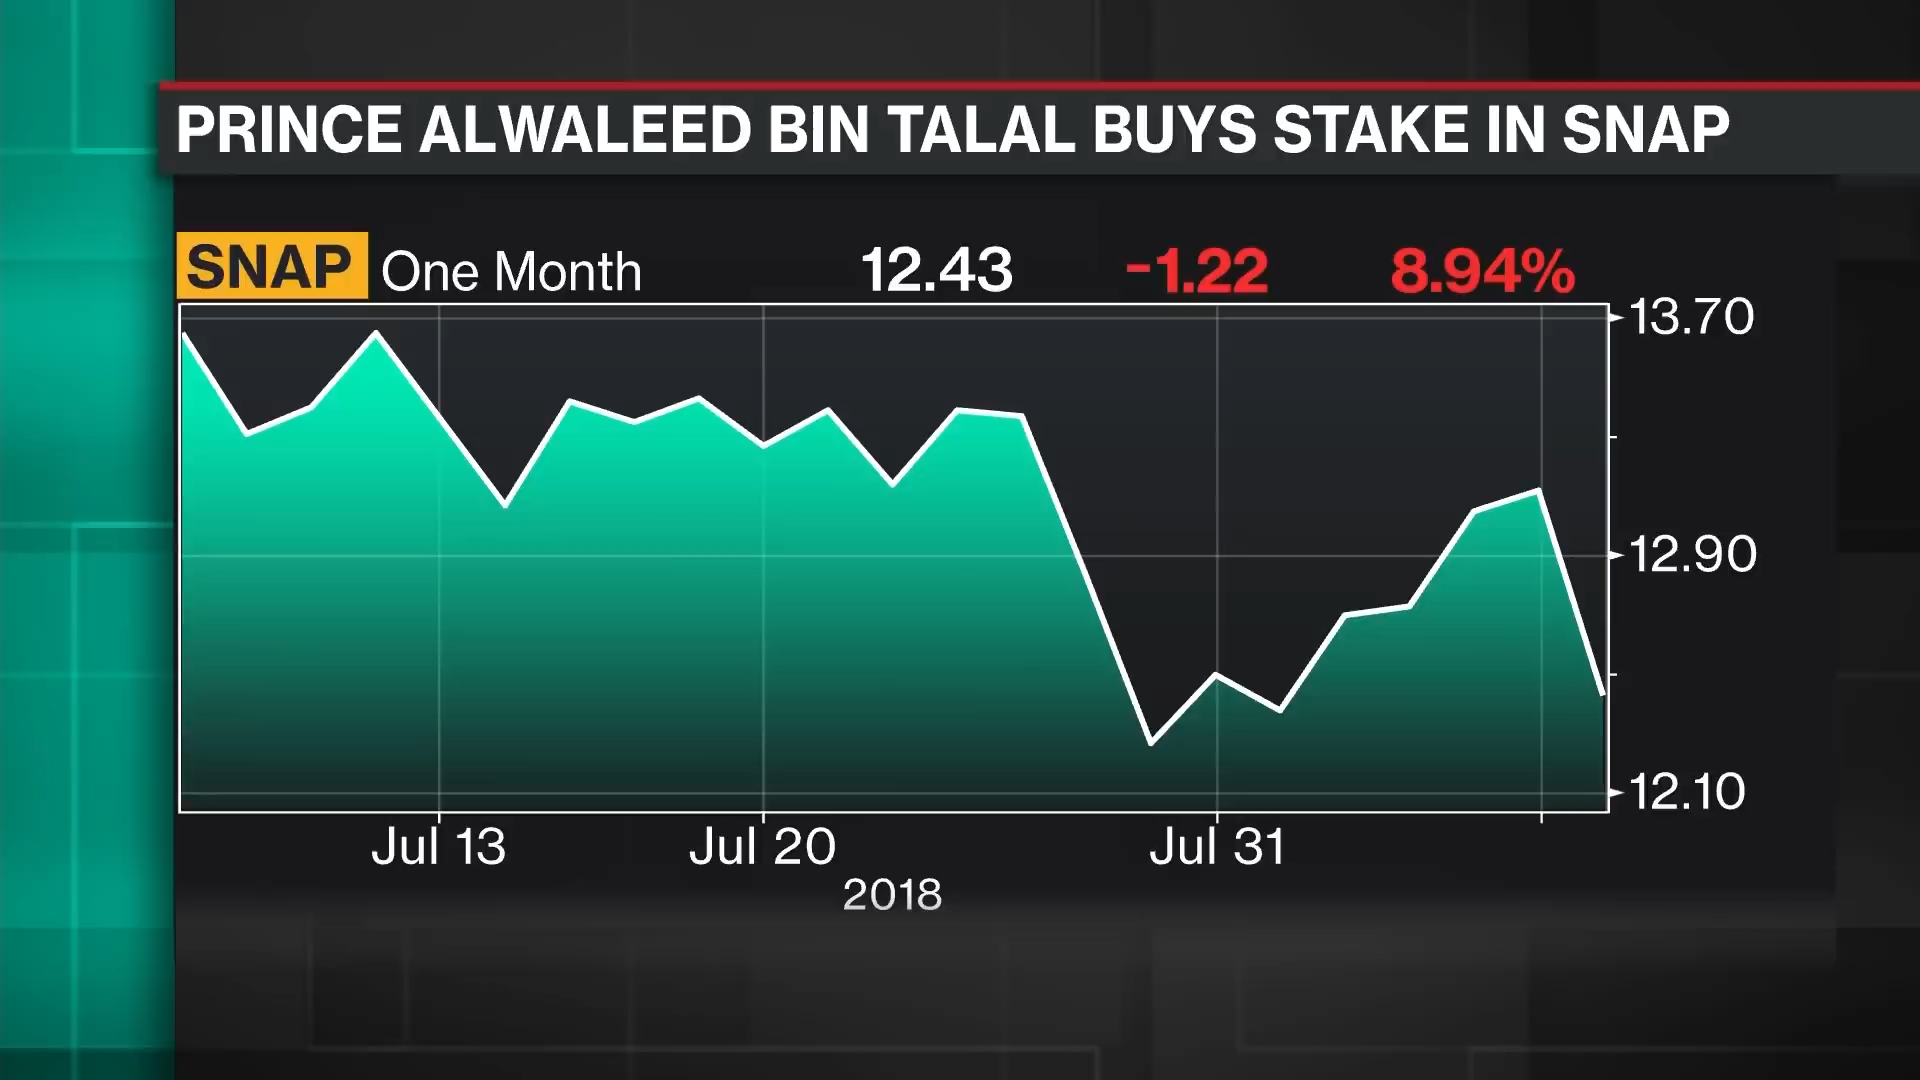 PRINCE ALWALEED BIN TALAL BUYS STAKE IN SNAP
SNAP One Month 12.43 -1.22 8.94%
13.70
12.90
12.10
Jul 13 Jul 20 Jul 31
2018